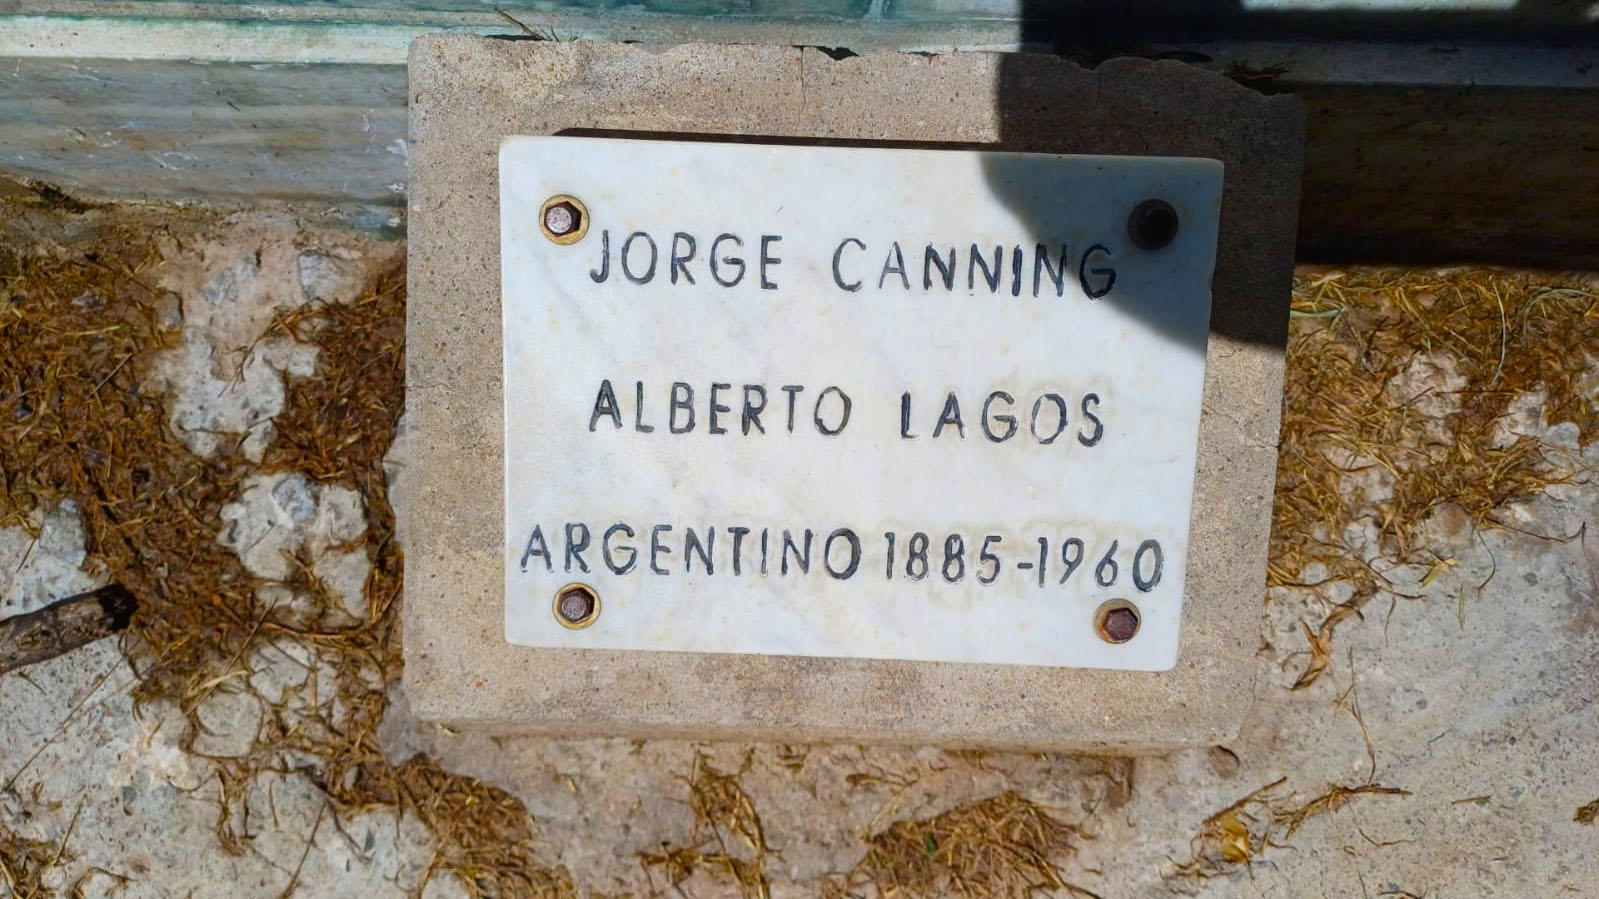 JORGE CANNING
ALBERTO LAGOS
ARGENTINO 1885-1960